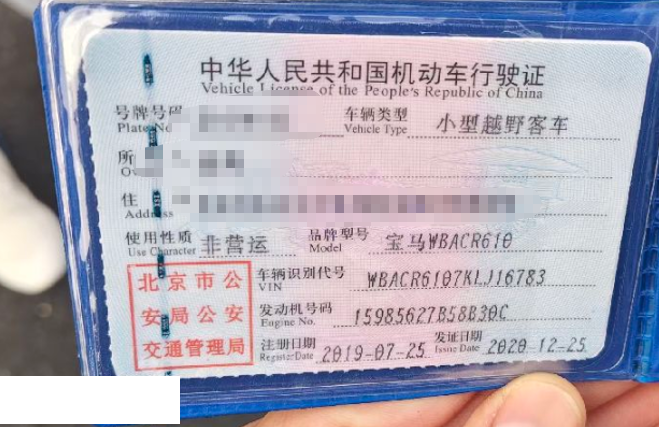 中华人民共和国机动车行驶证
Vehicle License of the People's Republic of China
号牌号码 车辆类型 小型越野客车
Plate No Vehicle Type
所
住
Address
使用性质 非营运 品牌型号 宝马WBACR610
Use Character Model
北京市公 车辆识别代号 WBACR6107KLJ16783
VIN
安局公安 发动机号码 15985627B58B30C
Engine No.
交通管理局 注册日期 2019-07-25 发证日期 2020-12-25
Register Date Issue Date